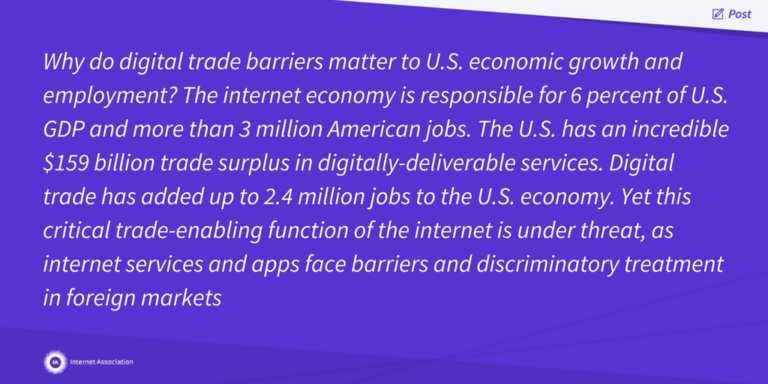 Post
Why do digital trade barriers matter to U.S. economic growth and
employment? The internet economy is responsible for 6 percent of U.S.
GDP and more than 3 million American jobs. The U.S. has an incredible
$159 billion trade surplus in digitally-deliverable services. Digital
trade has added up to 2.4 million jobs to the U.S. economy. Yet this
critical trade-enabling function of the internet is under threat, as
internet services and apps face barriers and discriminatory treatment
in foreign markets
IA Internet Association